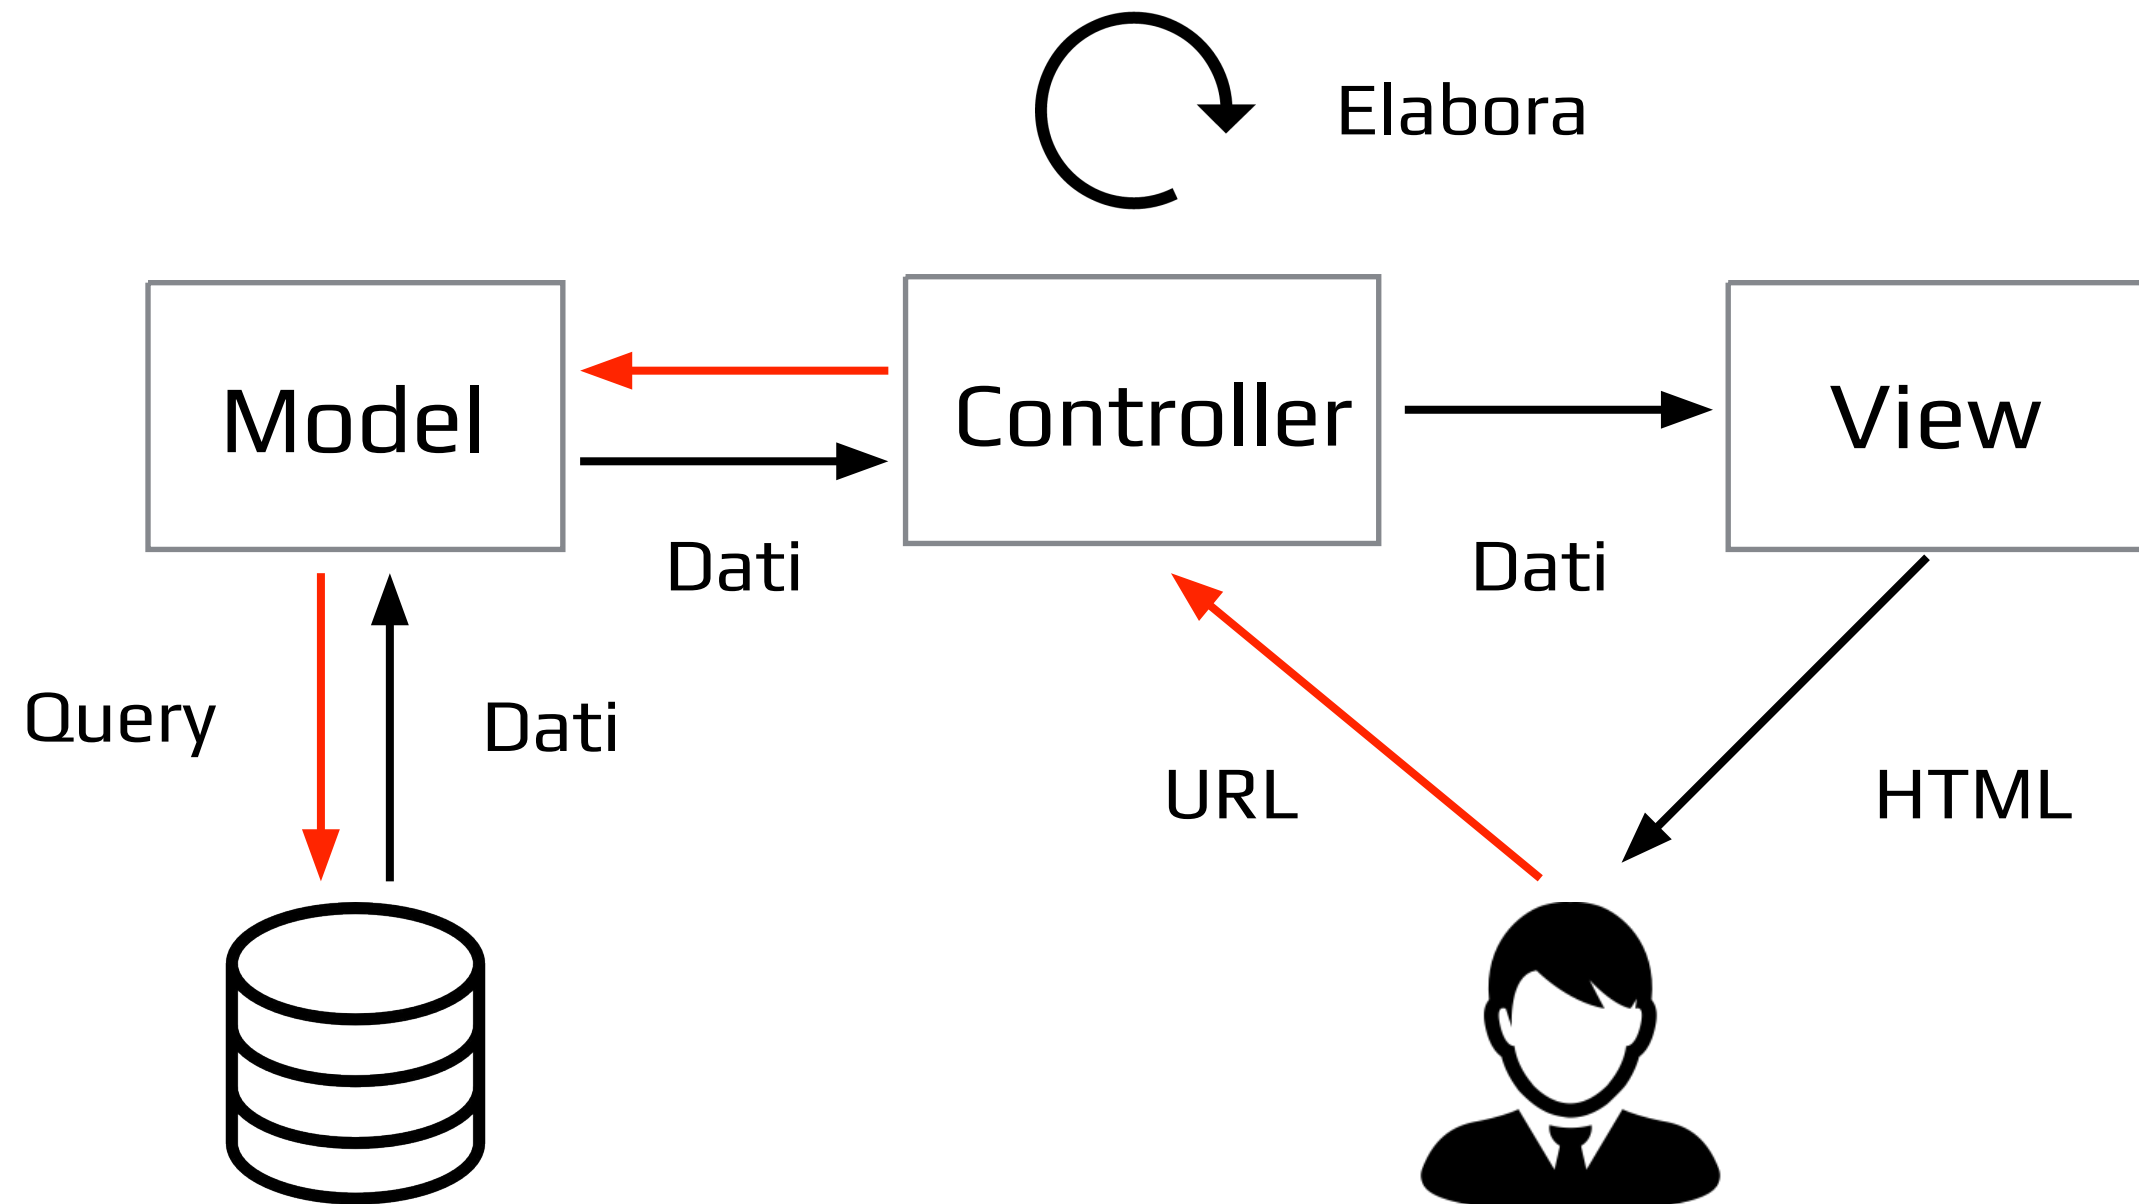 Elabora
Model
Controller
View
Dati
Dati
Query
Dati
URL
HTML